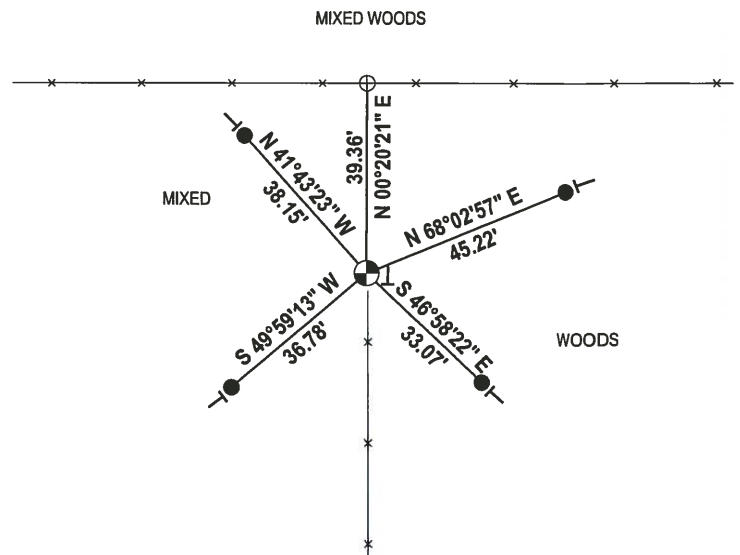 MIXED WOODS
39.36'
N 00°20'21" E
N 41°43'23" W
38.15'
MIXED
N 68°02'57" E
45.22'
S 49°59'13" W
36.78'
S 46°58'22" E
33.07'
WOODS